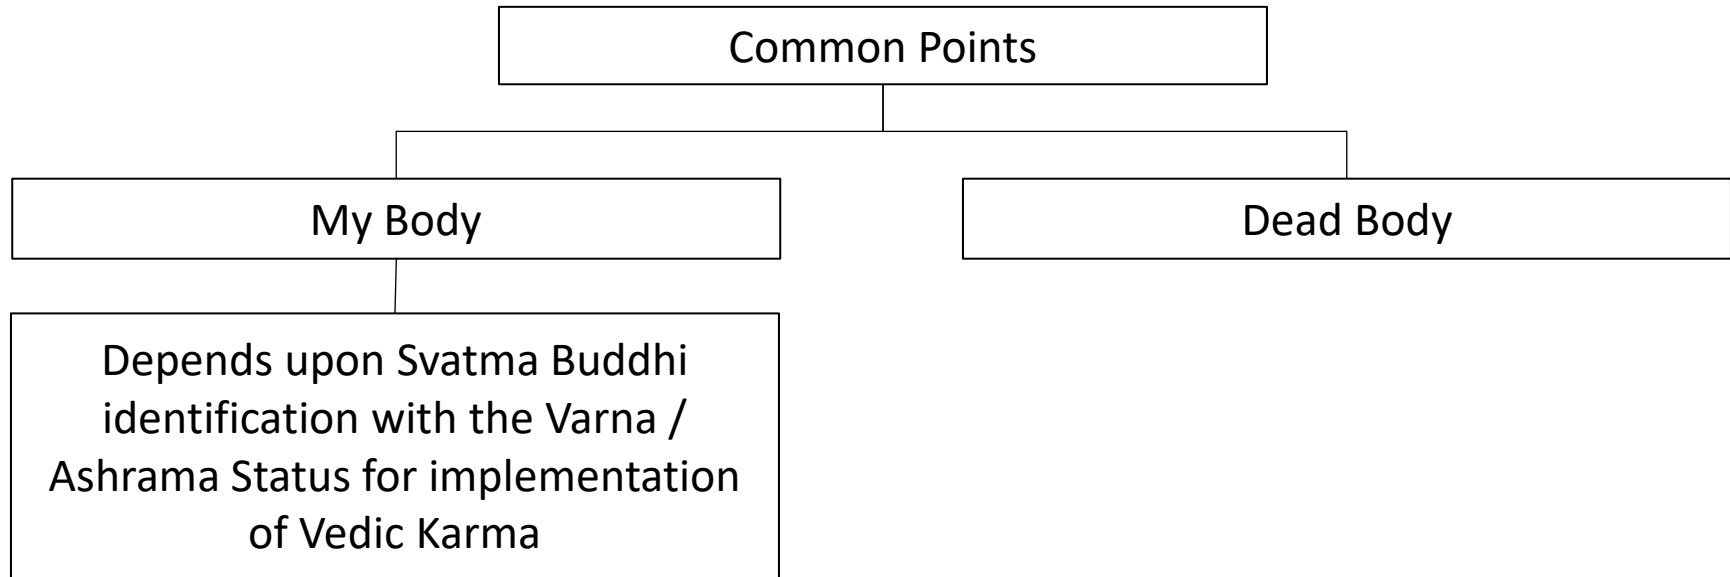 Common Points
My Body
Dead Body
Depends upon Svatma Buddhi
identification with the Varna /
Ashrama Status for implementation
of Vedic Karma